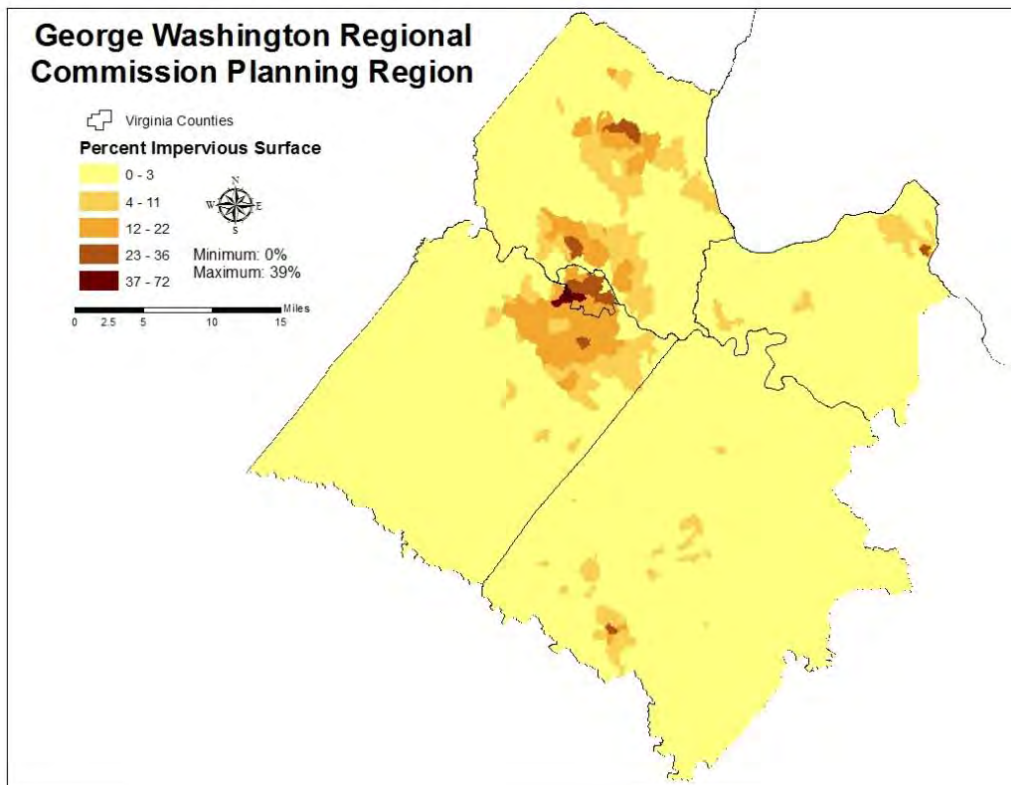 George Washington Regional
Commission Planning Region
Virginia Counties
Percent Impervious Surface
0 - 3
4 - 11
12 - 22
23 - 36
37 - 72
N
W E
S
Minimum: 0%
Maximum: 39%
Miles
0 2.5 5 10 15